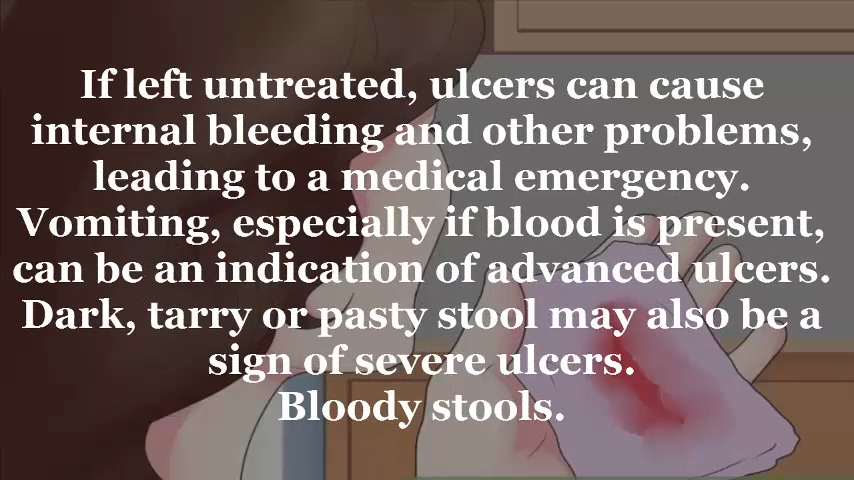 If left untreated, ulcers can cause
internal bleeding and other problems,
leading to a medical emergency.
Vomiting, especially if blood is present,
can be an indication of advanced ulcers.
Dark, tarry or pasty stool may also be a
sign of severe ulcers.
Bloody stools.